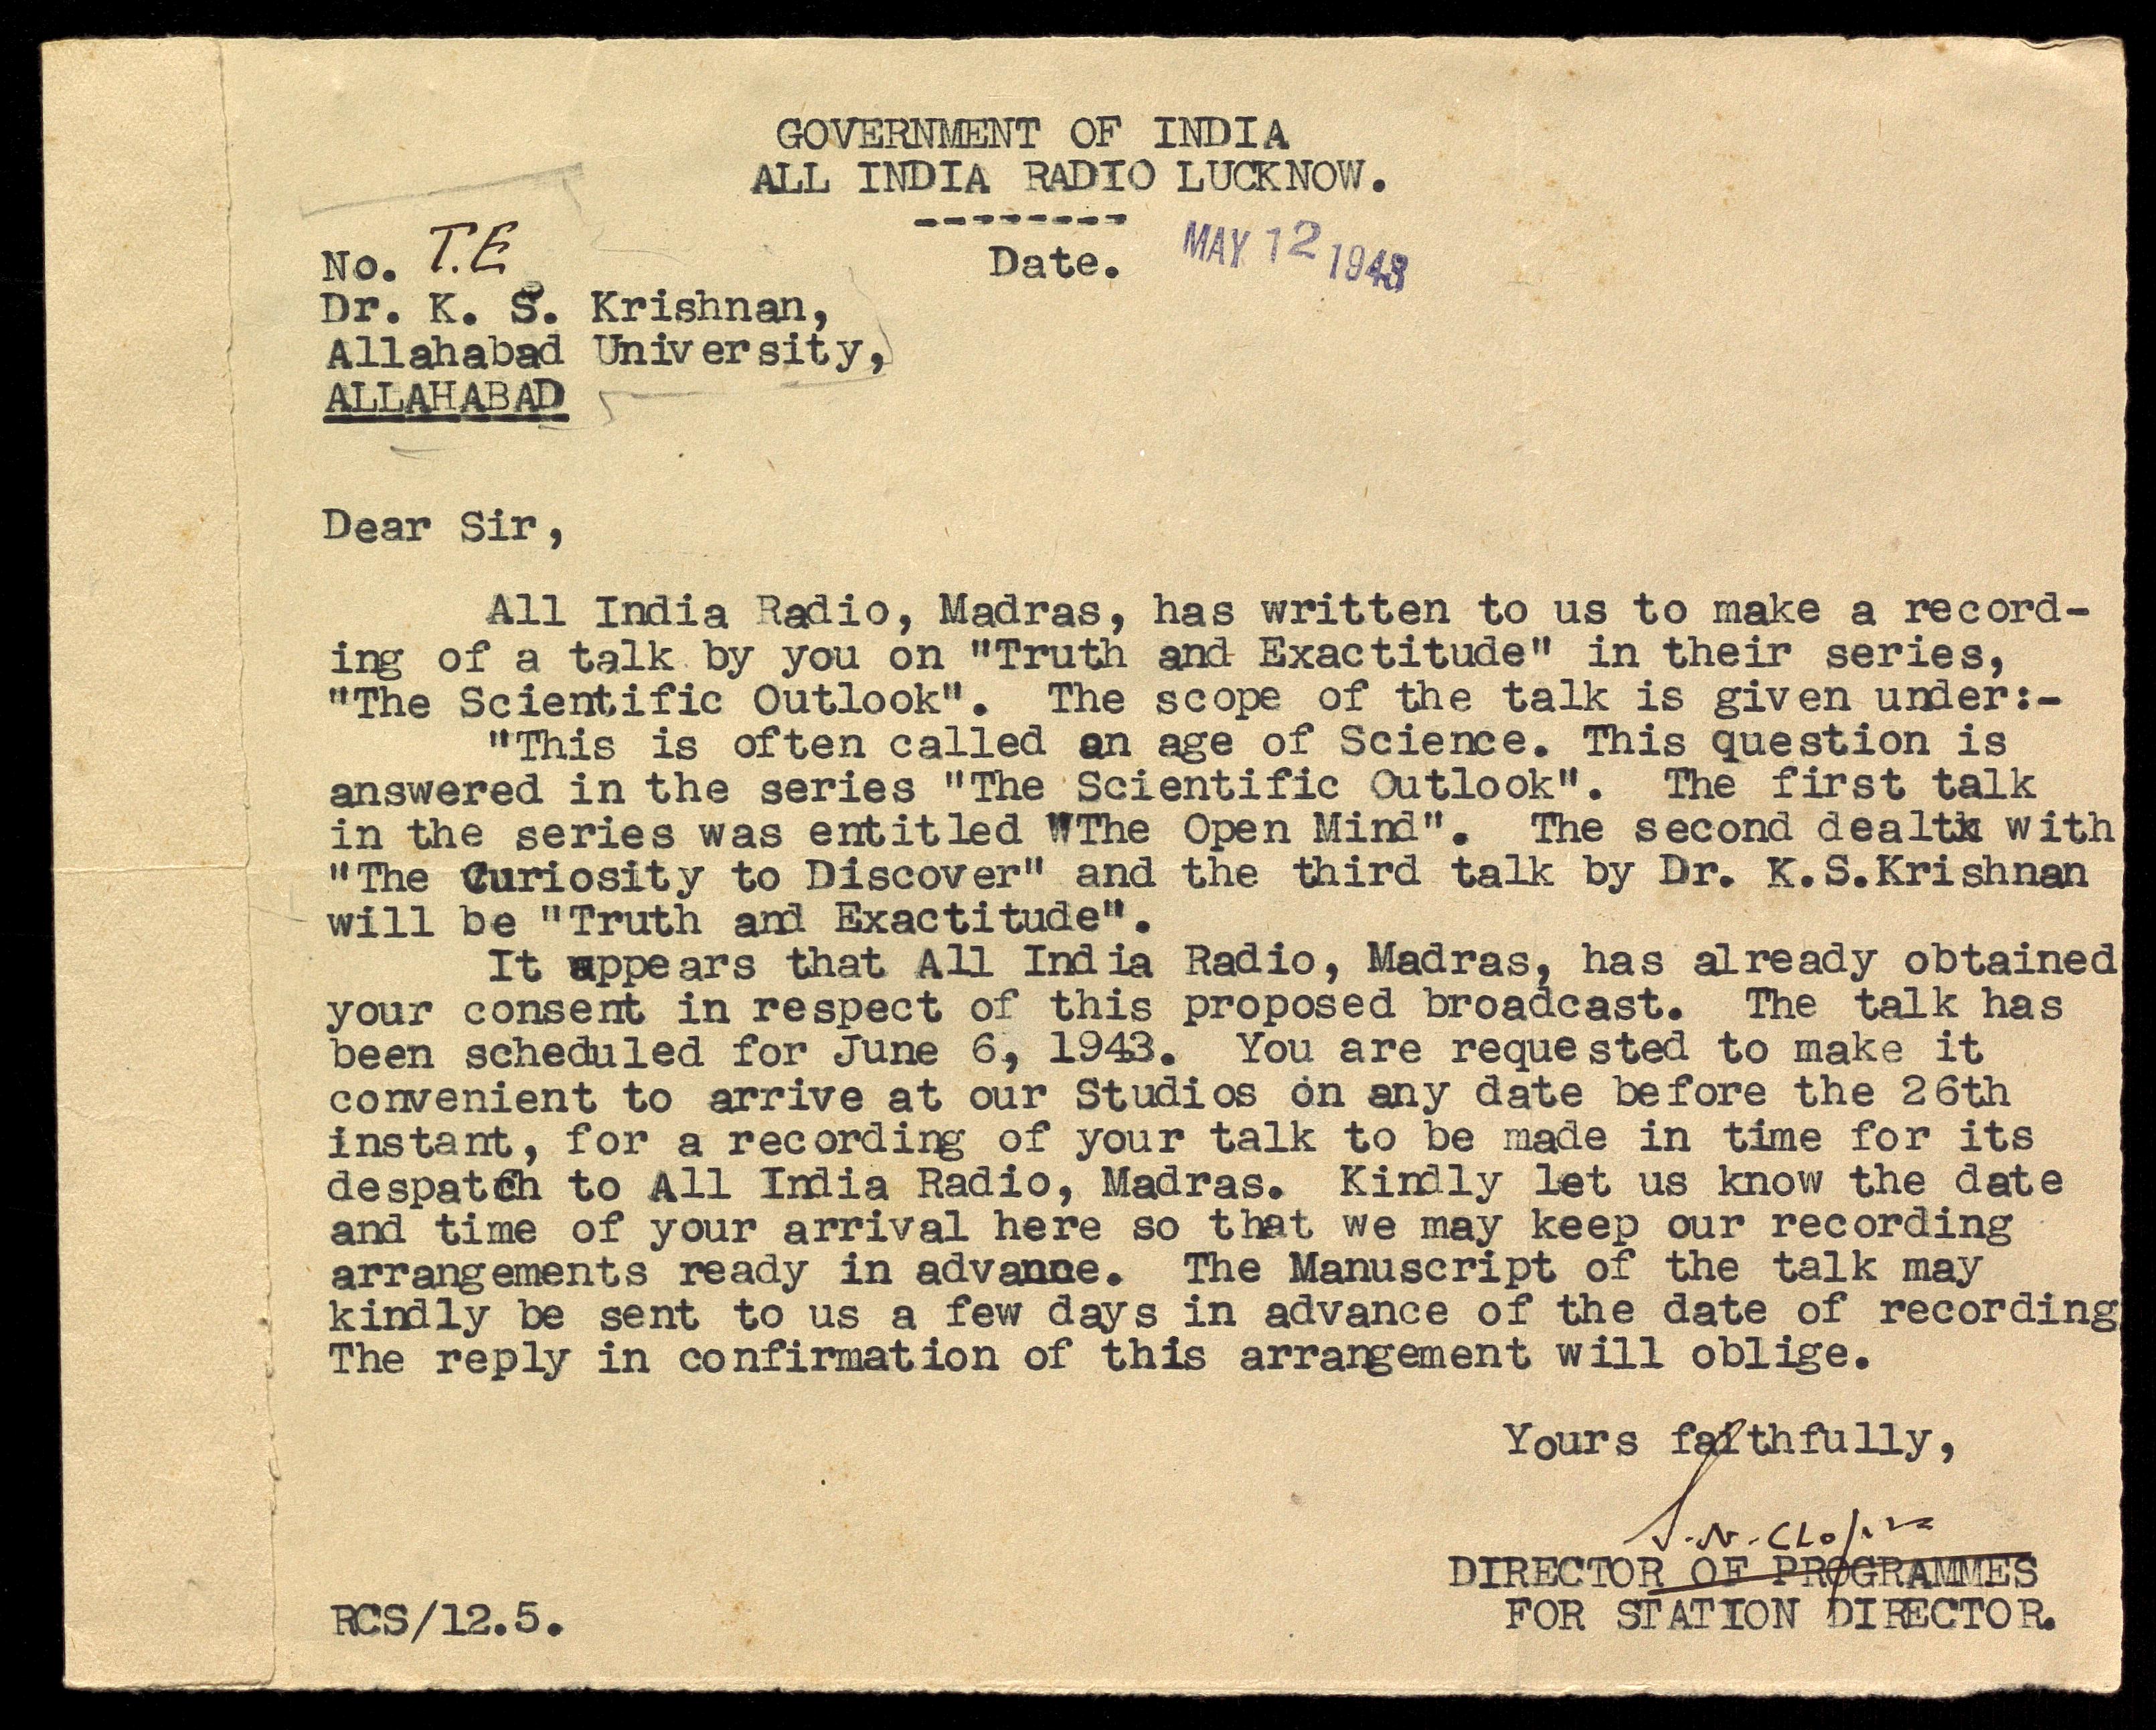 GOVERNMENT OF INDIA
ALL INDIA RADIO LUCKNOW.
--------
No. T.E
Date. MAY 12 1943
Dr. K. S. Krishnan,
Allahabad University,
ALLAHABAD
Dear Sir,
All India Radio, Madras, has written to us to make a record-
ing of a talk by you on "Truth and Exactitude" in their series,
"The Scientific Outlook". The scope of the talk is given under:-
"This is often called an age of Science. This question is
answered in the series "The Scientific Outlook". The first talk
in the series was entitled "The Open Mind". The second dealt with
"The Curiosity to Discover" and the third talk by Dr. K.S.Krishnan
will be "Truth and Exactitude".
It appears that All India Radio, Madras, has already obtained
your consent in respect of this proposed broadcast. The talk has
been scheduled for June 6, 1943. You are requested to make it
convenient to arrive at our Studios on any date before the 26th
instant, for a recording of your talk to be made in time for its
despatch to All India Radio, Madras. Kindly let us know the date
and time of your arrival here so that we may keep our recording
arrangements ready in advance. The Manuscript of the talk may
kindly be sent to us a few days in advance of the date of recording
The reply in confirmation of this arrangement will oblige.
Yours faithfully,
DIRECTOR OF PROGRAMMES
FOR STATION DIRECTOR.
RCS/12.5.